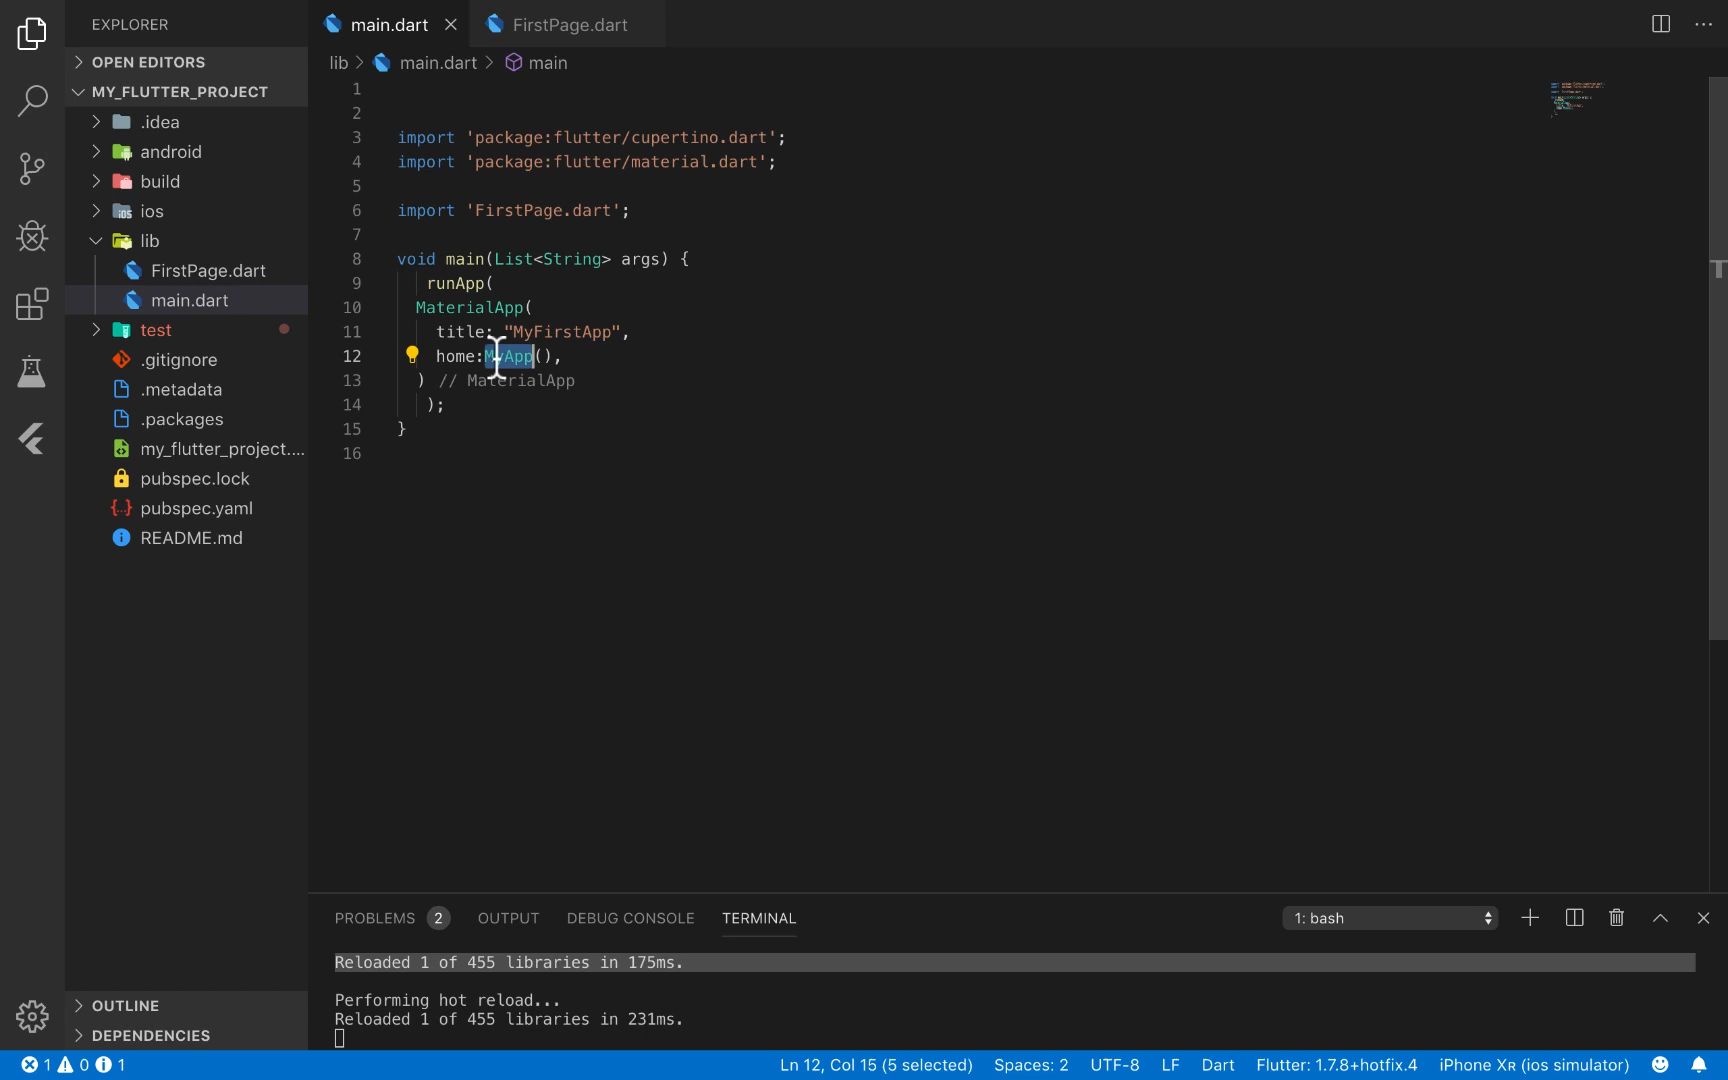 EXPLORER
OPEN EDITORS
MY_FLUTTER_PROJECT
.idea
android
build
ios
lib
FirstPage.dart
main.dart
test
.gitignore
.metadata
.packages
my_flutter_project....
pubspec.lock
pubspec.yaml
README.md
OUTLINE
DEPENDENCIES
main.dart FirstPage.dart
lib > main.dart > main
1
2
3 import 'package:flutter/cupertino.dart';
4 import 'package:flutter/material.dart';
5
6 import 'FirstPage.dart';
7
8 void main(List<String> args) {
9 runApp(
10 MaterialApp(
11 title: "MyFirstApp",
12 home:MyApp(),
13 ) // MaterialApp
14 );
15 }
16
PROBLEMS 2 OUTPUT DEBUG CONSOLE TERMINAL 1: bash
Reloaded 1 of 455 libraries in 175ms.
Performing hot reload...
Reloaded 1 of 455 libraries in 231ms.
1 0 1 Ln 12, Col 15 (5 selected) Spaces: 2 UTF-8 LF Dart Flutter: 1.7.8+hotfix.4 iPhone XR (ios simulator)